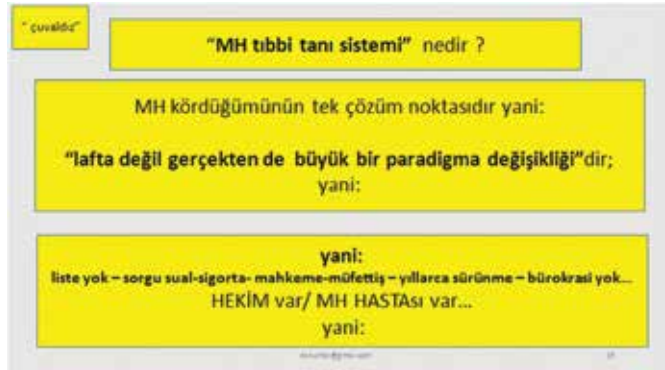 “ çuvaldız”
“MH tıbbi tanı sistemi” nedir ?
MH kördüğümünün tek çözüm noktasıdır yani:
“lafta değil gerçekten de büyük bir paradigma değişikliği”dir;
yani:
yani:
liste yok – sorgu sual-sigorta- mahkeme-müfettiş – yıllarca sürünme – bürokrasi yok...
HEKİM var/ MH HASTAsı var...
yani: